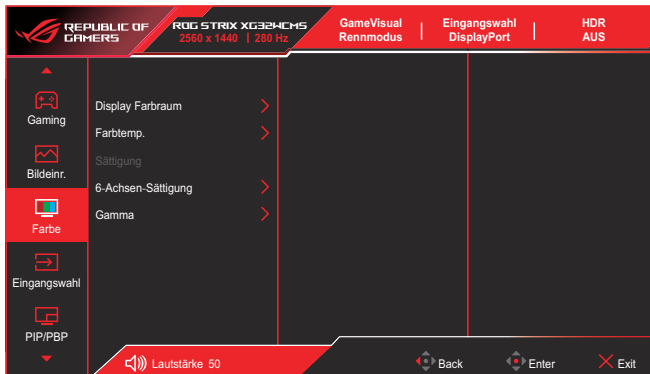 REPUBLIC OF
GAMERS
ROG STRIX XG32WCMS
2560 x 1440 | 280 Hz
GameVisual
Rennmodus
Eingangswahl
DisplayPort
HDR
AUS
Gaming
Bildeinr.
Farbe
Eingangswahl
PIP/PBP
Display Farbraum
Farbtemp.
Sättigung
6-Achsen-Sättigung
Gamma
Lautstärke 50
Back
Enter
Exit